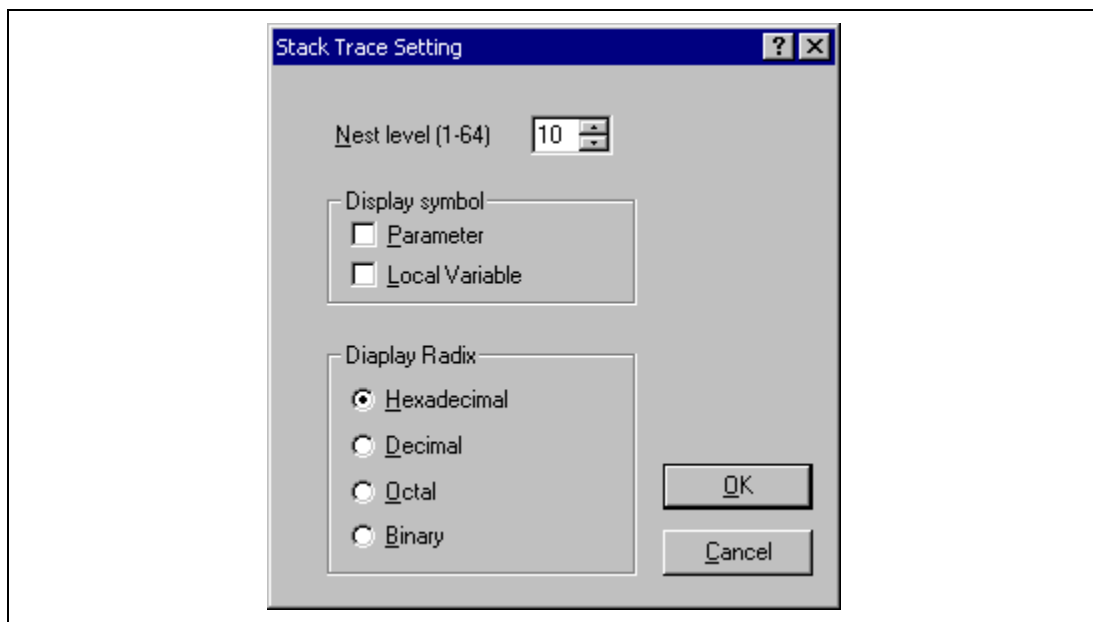 Stack Trace Setting
Nest level (1-64) 10
Display symbol
Parameter
Local Variable
Diaplay Radix
Hexadecimal
Decimal
Octal
Binary
OK
Cancel